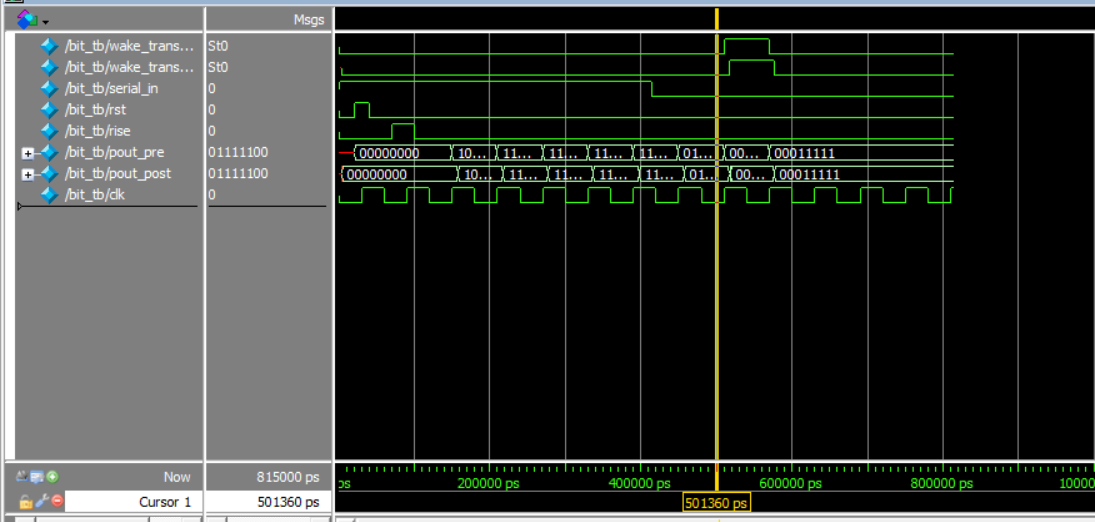 Msgs
/bit_tb/wake_trans... St0
/bit_tb/wake_trans... St0
/bit_tb/serial_in 0
/bit_tb/rst 0
/bit_tb/rise 0
/bit_tb/pout_pre 01111100 00000000 10... 11... 11... 11... 11... 01... 00... 00011111
/bit_tb/pout_post 01111100 00000000 10... 11... 11... 11... 11... 01... 00... 00011111
/bit_tb/clk 0
Now 815000 ps ps 200000 ps 400000 ps 600000 ps 800000 ps 10000
Cursor 1 501360 ps 501360 ps